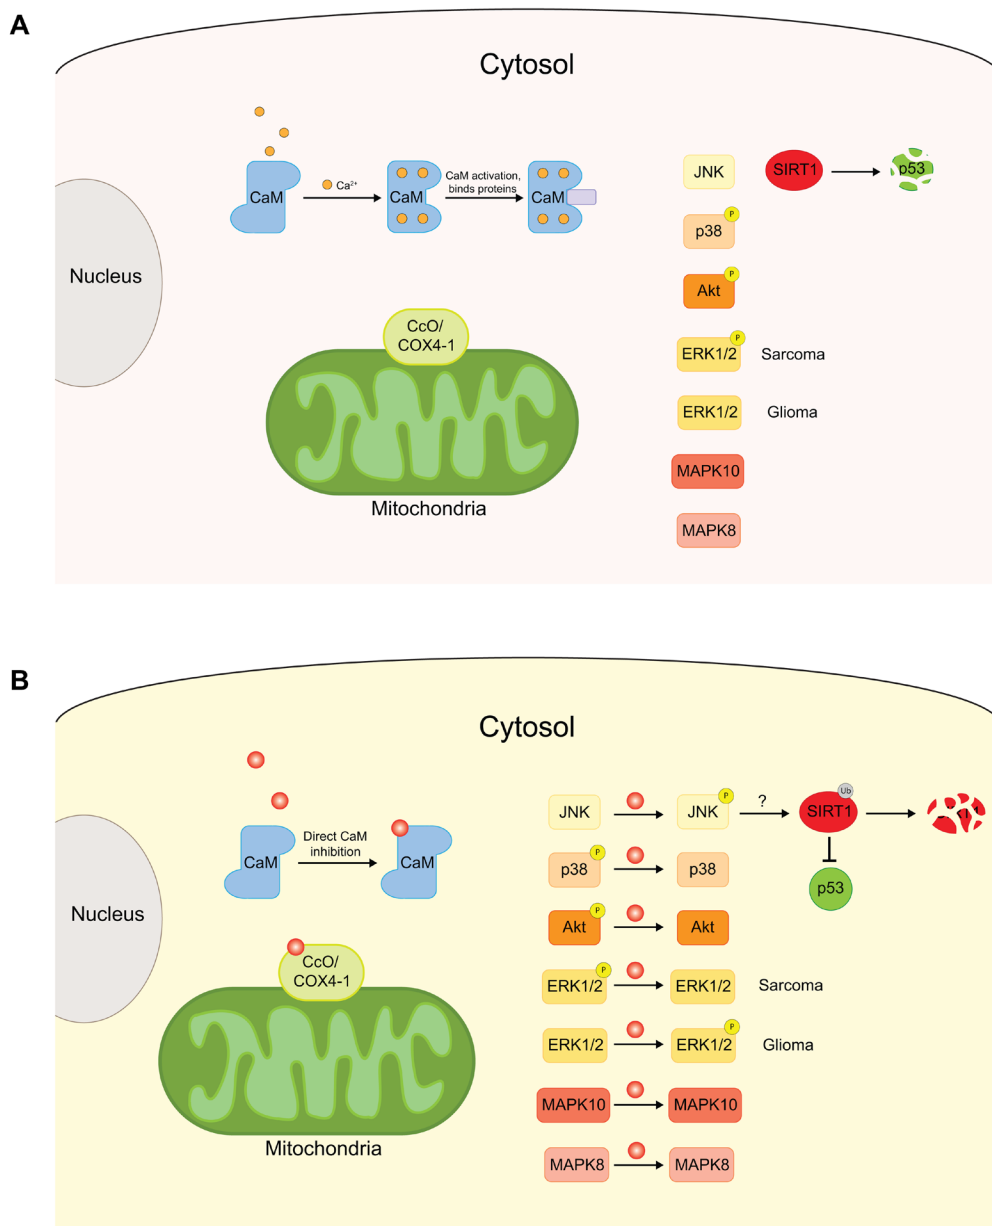 A
Cytosol
Ca²⁺
CaM activation,
binds proteins
CaM
CaM
CaM
Nucleus
CcO/
COX4-1
Mitochondria
JNK
SIRT1
p53
P
p38
P
Akt
P
ERK1/2
Sarcoma
ERK1/2
Glioma
MAPK10
MAPK8
B
Cytosol
Direct CaM
inhibition
CaM
CaM
Nucleus
CcO/
COX4-1
Mitochondria
JNK
P
JNK
?
Ub
SIRT1
P
p38
p38
p53
P
Akt
Akt
P
ERK1/2
ERK1/2
Sarcoma
ERK1/2
P
ERK1/2
Glioma
MAPK10
MAPK10
MAPK8
MAPK8